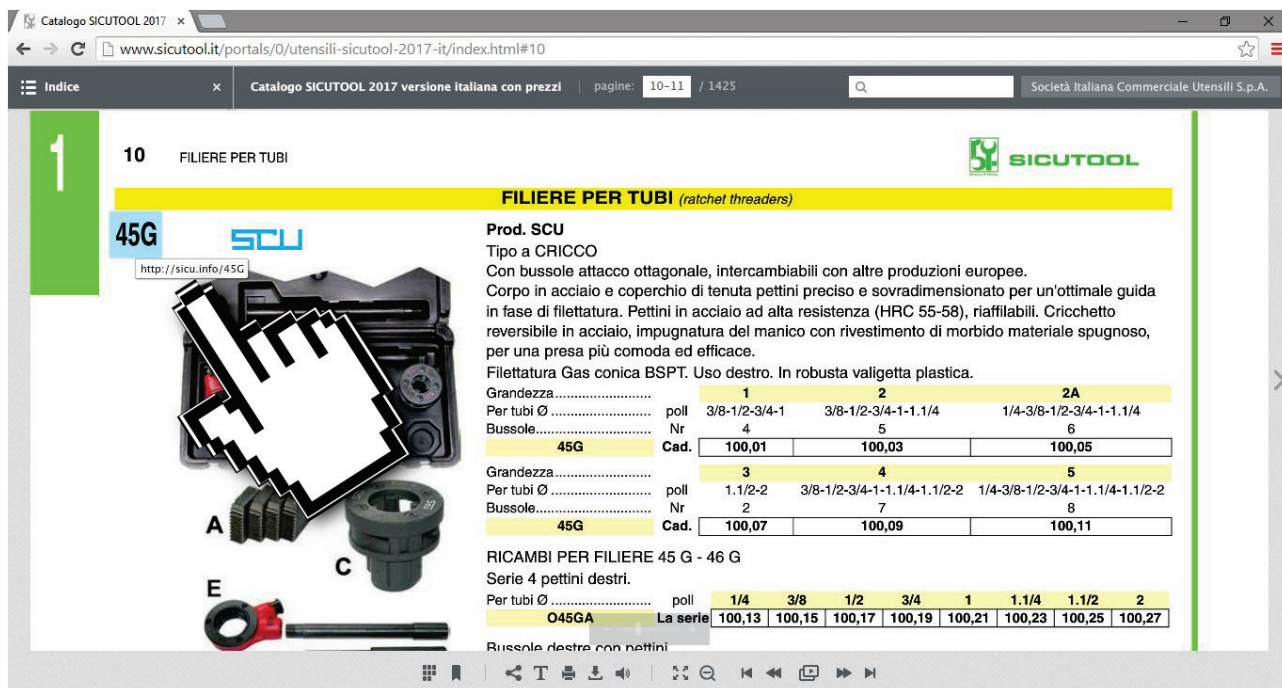 Catalogo SICUTOOL 2017
www.sicutool.it/portals/0/utensili-sicutool-2017-it/index.html#10
Indice × Catalogo SICUTOOL 2017 versione italiana con prezzi pagine: 10-11 / 1425 Società Italiana Commerciale Utensili S.p.A.
1
10 FILIERE PER TUBI SICUTOOL
FILIERE PER TUBI (ratchet threaders)
45G
SCU
http://sicu.info/45G
Prod. SCU
Tipo a CRICCO
Con bussole attacco ottagonale, intercambiabili con altre produzioni europee.
Corpo in acciaio e coperchio di tenuta pettini preciso e sovradimensionato per un'ottimale guida
in fase di filettatura. Pettini in acciaio ad alta resistenza (HRC 55-58), riaffilabili. Cricchetto
reversibile in acciaio, impugnatura del manico con rivestimento di morbido materiale spugnoso,
per una presa più comoda ed efficace.
Filettatura Gas conica BSPT. Uso destro. In robusta valigetta plastica.
Grandezza.......................... 1 2 2A
Per tubi Ø ........................... poll 3/8-1/2-3/4-1 3/8-1/2-3/4-1-1.1/4 1/4-3/8-1/2-3/4-1-1.1/4
Bussole............................... Nr 4 5 6
45G Cad. 100,01 100,03 100,05
Grandezza.......................... 3 4 5
Per tubi Ø ........................... poll 1.1/2-2 3/8-1/2-3/4-1-1.1/4-1.1/2-2 1/4-3/8-1/2-3/4-1-1.1/4-1.1/2-2
Bussole............................... Nr 2 7 8
45G Cad. 100,07 100,09 100,11
A
C
E
RICAMBI PER FILIERE 45 G - 46 G
Serie 4 pettini destri.
Per tubi Ø ........................... poll 1/4 3/8 1/2 3/4 1 1.1/4 1.1/2 2
O45GA La serie 100,13 100,15 100,17 100,19 100,21 100,23 100,25 100,27
Bussole destre con pettini